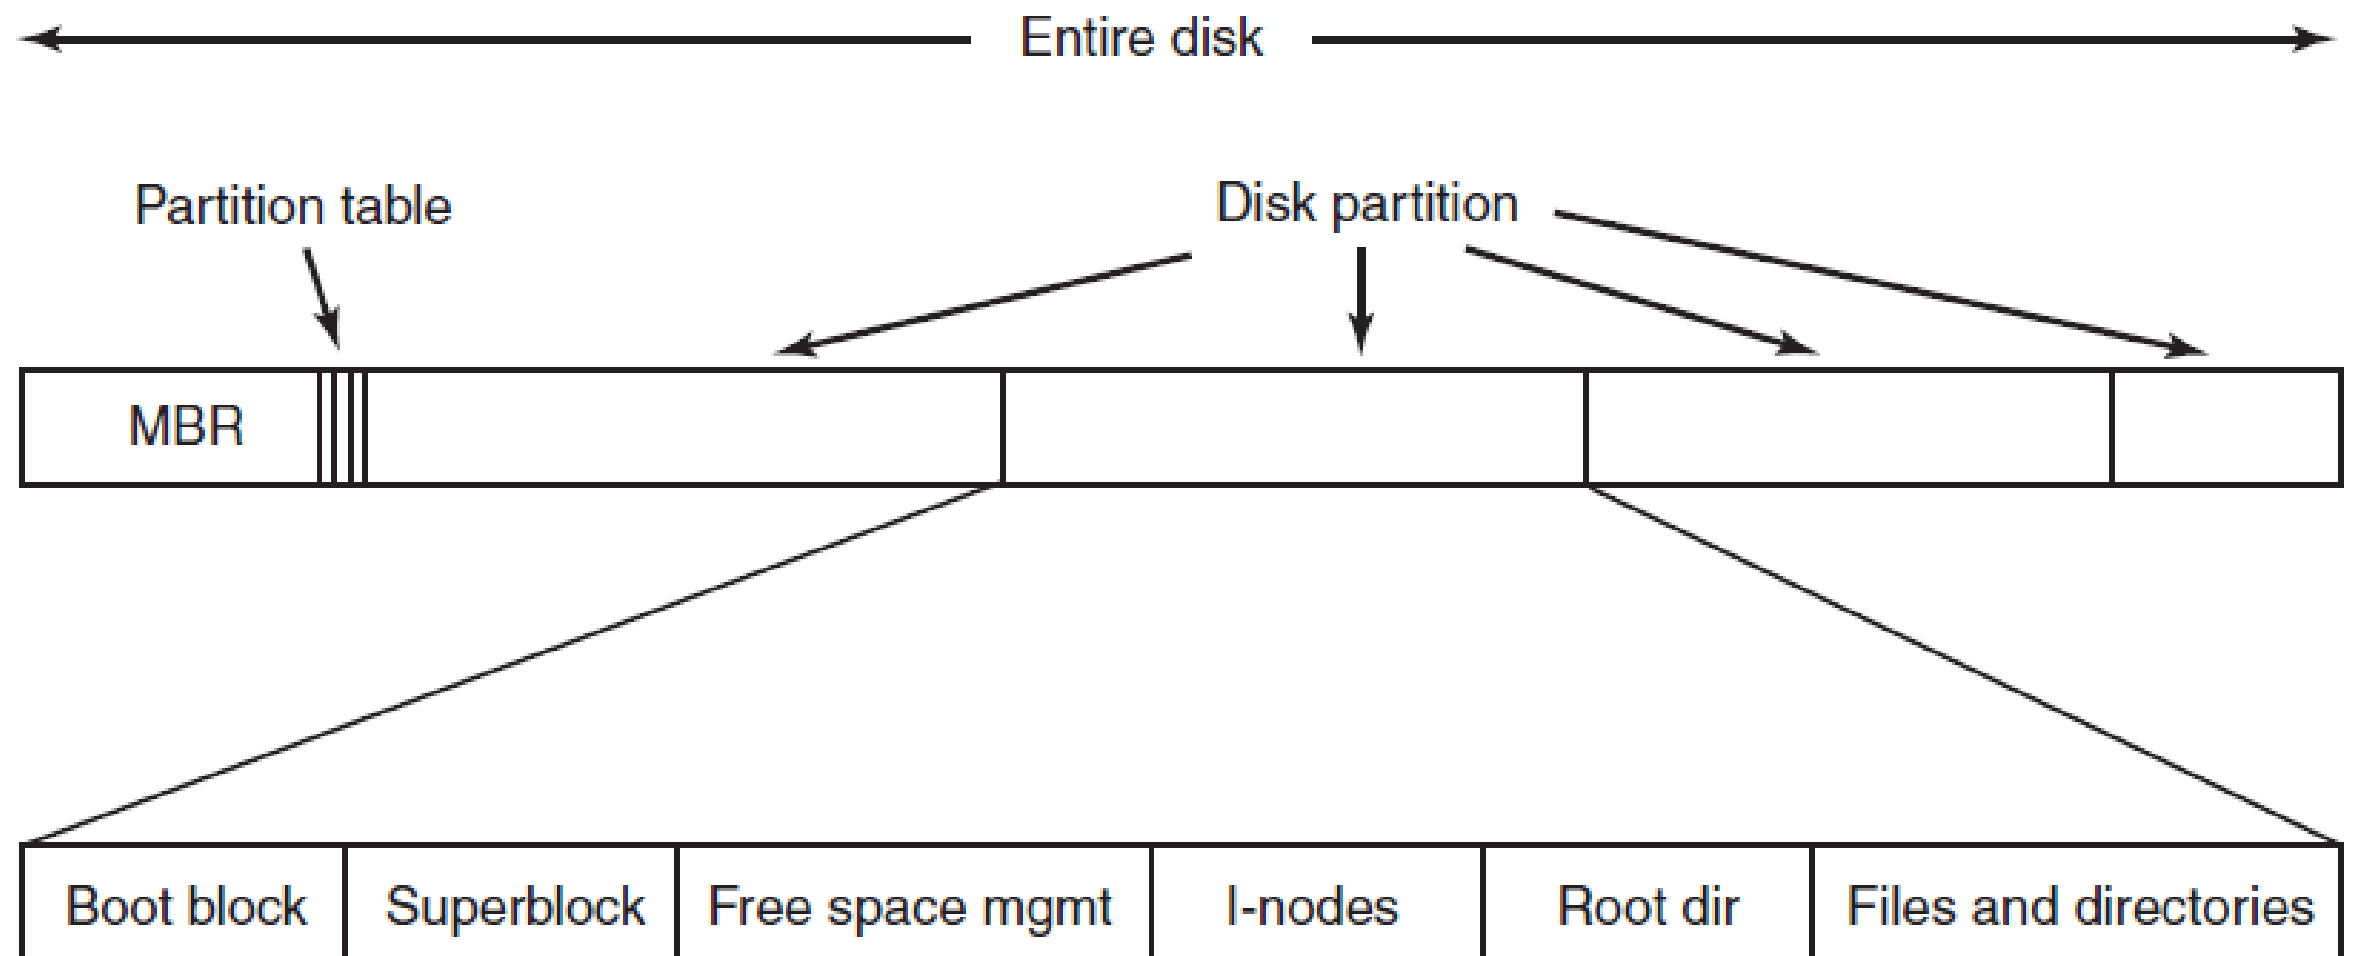 Entire disk
Partition table
Disk partition
MBR
Boot block
Superblock
Free space mgmt
I-nodes
Root dir
Files and directories